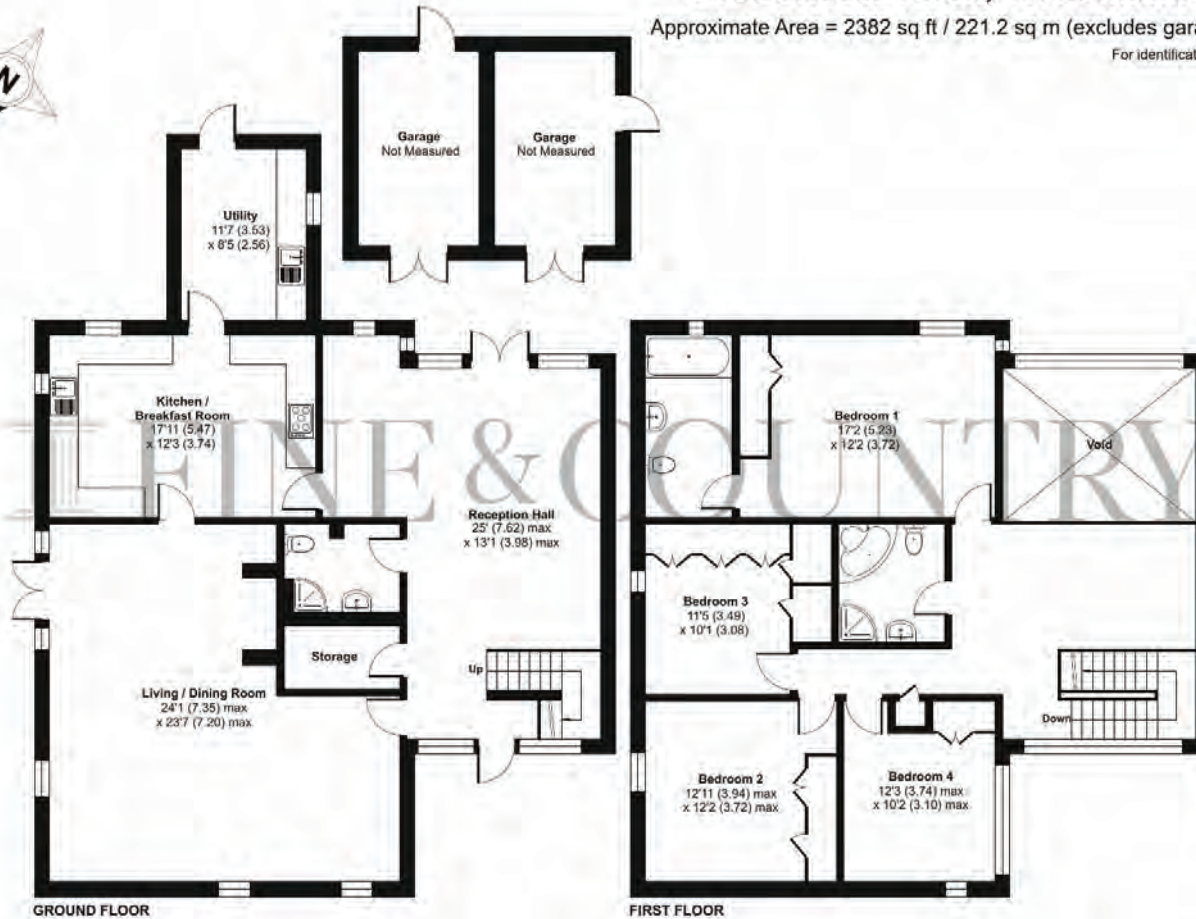 Approximate Area = 2382 sq ft / 221.2 sq m (excludes
For
N
Garage
Not Measured
Garage
Not Measured
Utility
11'7 (3.53)
x 8'5 (2.56)
Kitchen /
Breakfast Room
17'11 (5.47)
x 12'3 (3.74)
Reception Hall
25' (7.62) max
x 13'1 (3.98) max
Storage
Up
Living / Dining Room
24'1 (7.35) max
x 23'7 (7.20) max
GROUND FLOOR
Bedroom 1
17'2 (5.23)
x 12'2 (3.72)
Void
Bedroom 3
11'5 (3.49)
x 10'1 (3.08)
Down
Bedroom 2
12'11 (3.94) max
x 12'2 (3.72) max
Bedroom 4
12'3 (3.74) max
x 10'2 (3.10) max
FIRST FLOOR
FINE & COUNTRY